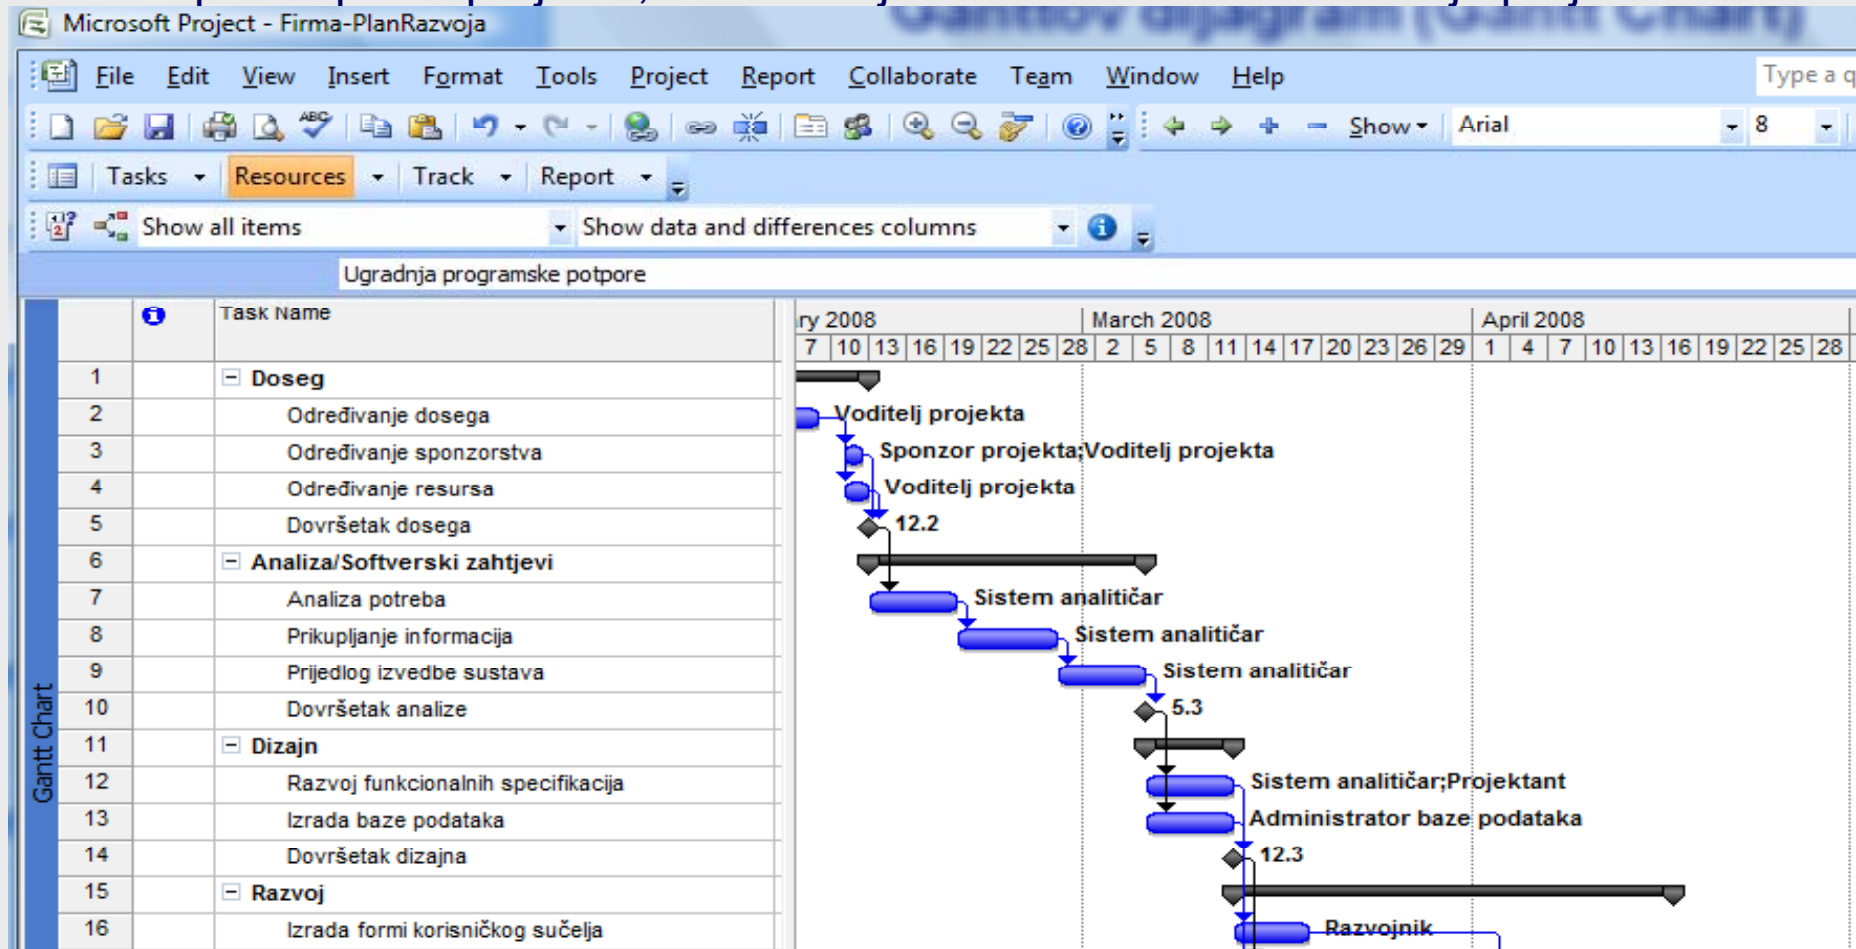 Ganttov dijagram (Gantt Chart)
Microsoft Project - Firma-PlanRazvoja
File Edit View Insert Format Tools Project Report Collaborate Team Window Help
Type a q
Show Arial 8
Tasks Resources Track Report
Show all items Show data and differences columns
Ugradnja programske potpore
Task Name
ry 2008 March 2008 April 2008
7 10 13 16 19 22 25 28 2 5 8 11 14 17 20 23 26 29 1 4 7 10 13 16 19 22 25 28
1 Doseg
2 Određivanje dosega Voditelj projekta
3 Određivanje sponzorstva Sponzor projekta;Voditelj projekta
4 Određivanje resursa Voditelj projekta
5 Dovršetak dosega 12.2
6 Analiza/Softverski zahtjevi
7 Analiza potreba Sistem analitičar
8 Prikupljanje informacija Sistem analitičar
9 Prijedlog izvedbe sustava Sistem analitičar
10 Dovršetak analize 5.3
11 Dizajn
12 Razvoj funkcionalnih specifikacija Sistem analitičar;Projektant
13 Izrada baze podataka Administrator baze podataka
14 Dovršetak dizajna 12.3
15 Razvoj
16 Izrada formi korisničkog sučelja Razvojnik
Gantt Chart